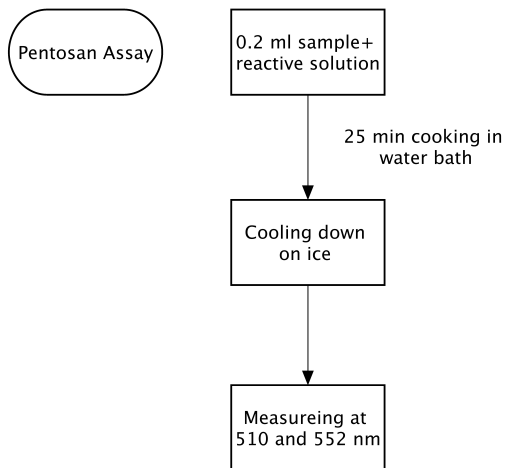 Pentosan Assay
0.2 ml sample+
reactive solution
25 min cooking in
water bath
Cooling down
on ice
Measureing at
510 and 552 nm